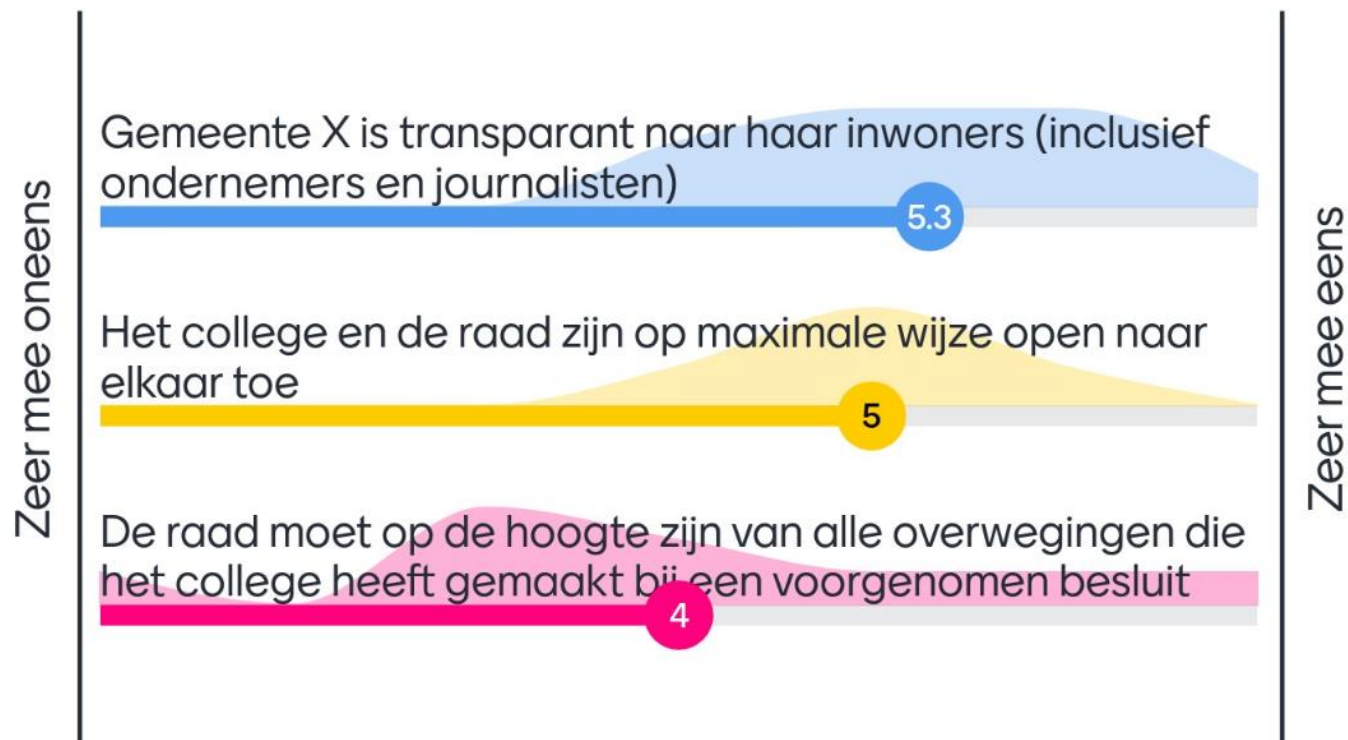 Zeer mee oneens
Gemeente X is transparant naar haar inwoners (inclusief
ondernemers en journalisten)
5.3
Het college en de raad zijn op maximale wijze open naar
elkaar toe
5
De raad moet op de hoogte zijn van alle overwegingen die
het college heeft gemaakt bij een voorgenomen besluit
4
Zeer mee eens